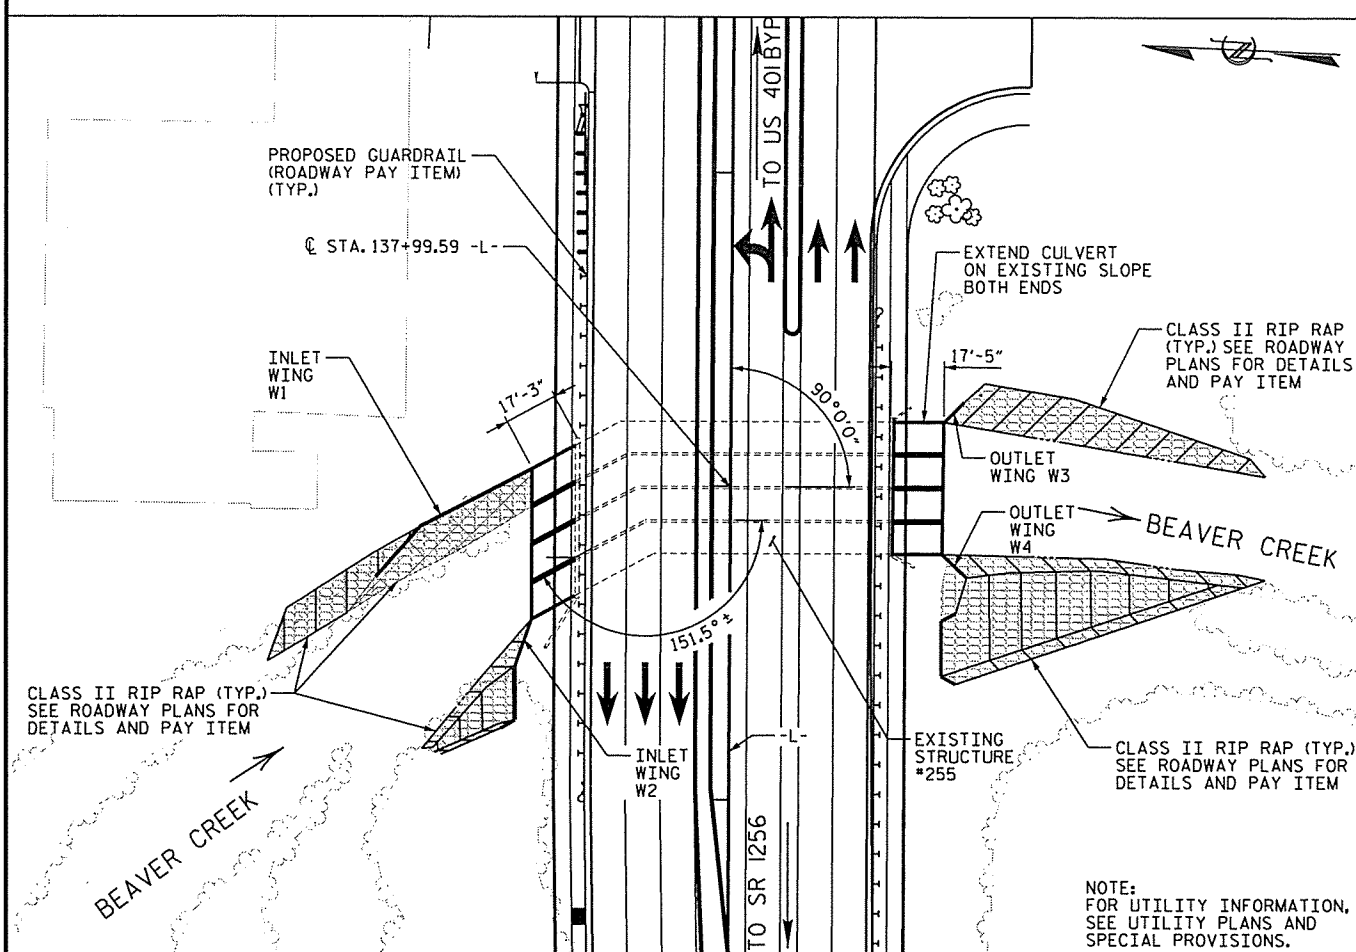 TO US 401 BYP
PROPOSED GUARDRAIL
(ROADWAY PAY ITEM)
(TYP.)
℄ STA. 137+99.59 -L-
EXTEND CULVERT
ON EXISTING SLOPE
BOTH ENDS
CLASS II RIP RAP
(TYP.) SEE ROADWAY
PLANS FOR DETAILS
AND PAY ITEM
INLET
WING
W1
17'-3"
17'-5"
90°0'0"
OUTLET
WING W3
OUTLET
WING
W4
BEAVER CREEK
151.5°±
CLASS II RIP RAP (TYP.)
SEE ROADWAY PLANS FOR
DETAILS AND PAY ITEM
INLET
WING
W2
-L-
EXISTING
STRUCTURE
#255
CLASS II RIP RAP (TYP.)
SEE ROADWAY PLANS FOR
DETAILS AND PAY ITEM
BEAVER CREEK
TO SR 1256
NOTE:
FOR UTILITY INFORMATION,
SEE UTILITY PLANS AND
SPECIAL PROVISIONS.